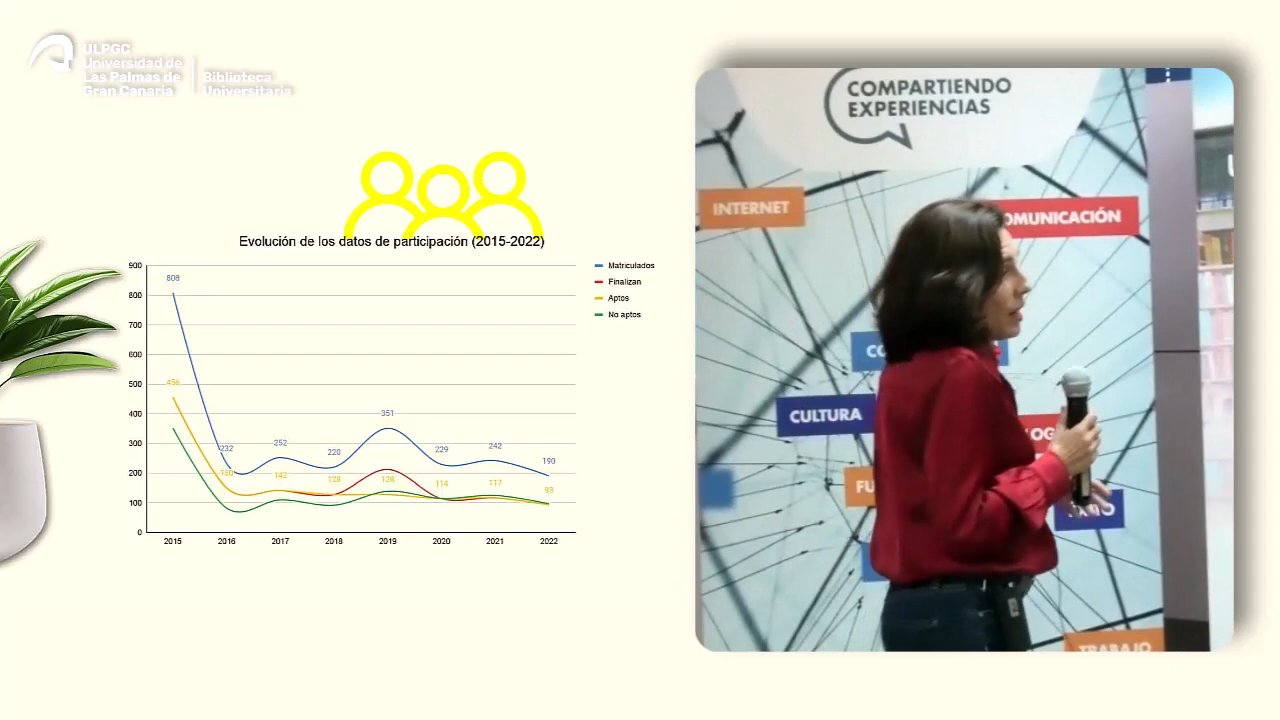 ULPGC
Universidad de
Las Palmas de
Gran Canaria
Biblioteca
Universitaria
Evolución de los datos de participación (2015-2022)
900
800
700
600
500
400
300
200
100
0
808
456
232
150
252
142
220
128
351
126
229
114
242
117
190
93
2015
2016
2017
2018
2019
2020
2021
2022
Matriculados
Finalizan
Aptos
No aptos
COMPARTIENDO
EXPERIENCIAS
INTERNET
OMUNICACIÓN
CULTURA
TRABAJO